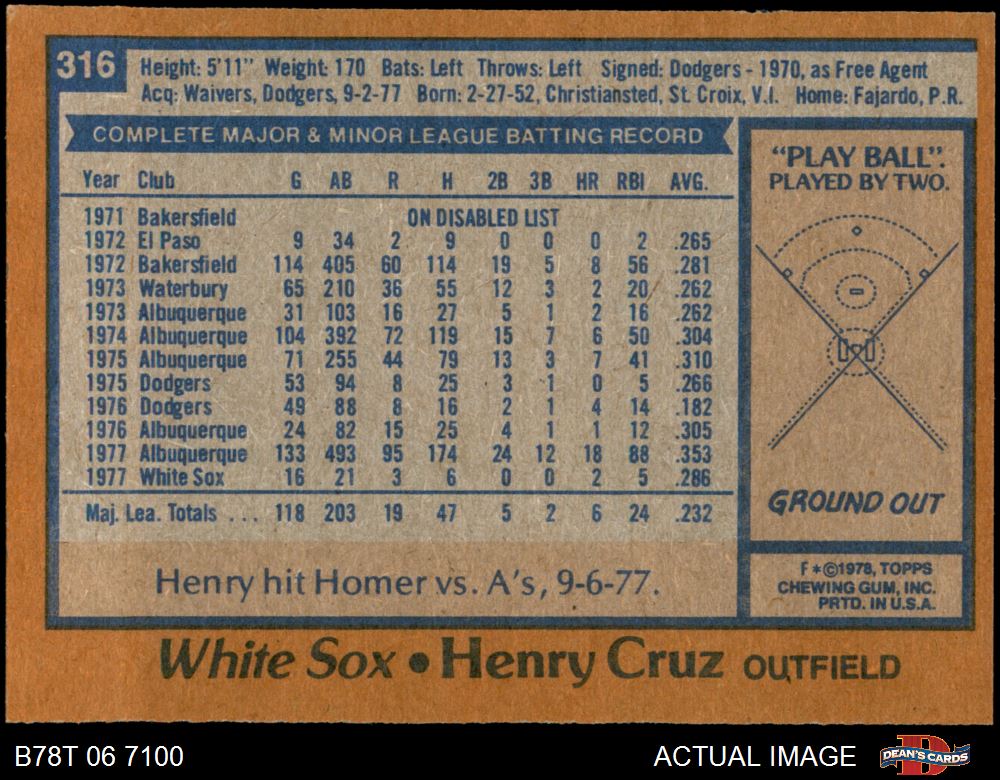 316
Height: 5'11" Weight: 170 Bats: Left Throws: Left Signed: Dodgers - 1970, as Free Agent
Acq: Waivers, Dodgers, 9-2-77 Born: 2-27-52, Christiansted, St. Croix, V.I. Home: Fajardo, P.R.
COMPLETE MAJOR & MINOR LEAGUE BATTING RECORD
Year Club G AB R H 2B 3B HR RBI AVG.
1971 Bakersfield ON DISABLED LIST
1972 El Paso 9 34 2 9 0 0 0 2 .265
1972 Bakersfield 114 405 60 114 19 5 8 56 .281
1973 Waterbury 65 210 36 55 12 3 2 20 .262
1973 Albuquerque 31 103 16 27 5 1 2 16 .262
1974 Albuquerque 104 392 72 119 15 7 6 50 .304
1975 Albuquerque 71 255 44 79 13 3 7 41 .310
1975 Dodgers 53 94 8 25 3 1 0 5 .266
1976 Dodgers 49 88 8 16 2 1 4 14 .182
1976 Albuquerque 24 82 15 25 4 1 1 12 .305
1977 Albuquerque 133 493 95 174 24 12 18 88 .353
1977 White Sox 16 21 3 6 0 0 2 5 .286
Maj. Lea. Totals ... 118 203 19 47 5 2 6 24 .232
Henry hit Homer vs. A's, 9-6-77.
"PLAY BALL".
PLAYED BY TWO.
GROUND OUT
F*©1978, TOPPS
CHEWING GUM, INC.
PRTD. IN U.S.A.
White Sox • Henry Cruz OUTFIELD
B78T 06 7100 ACTUAL IMAGE DEAN'S CARDS